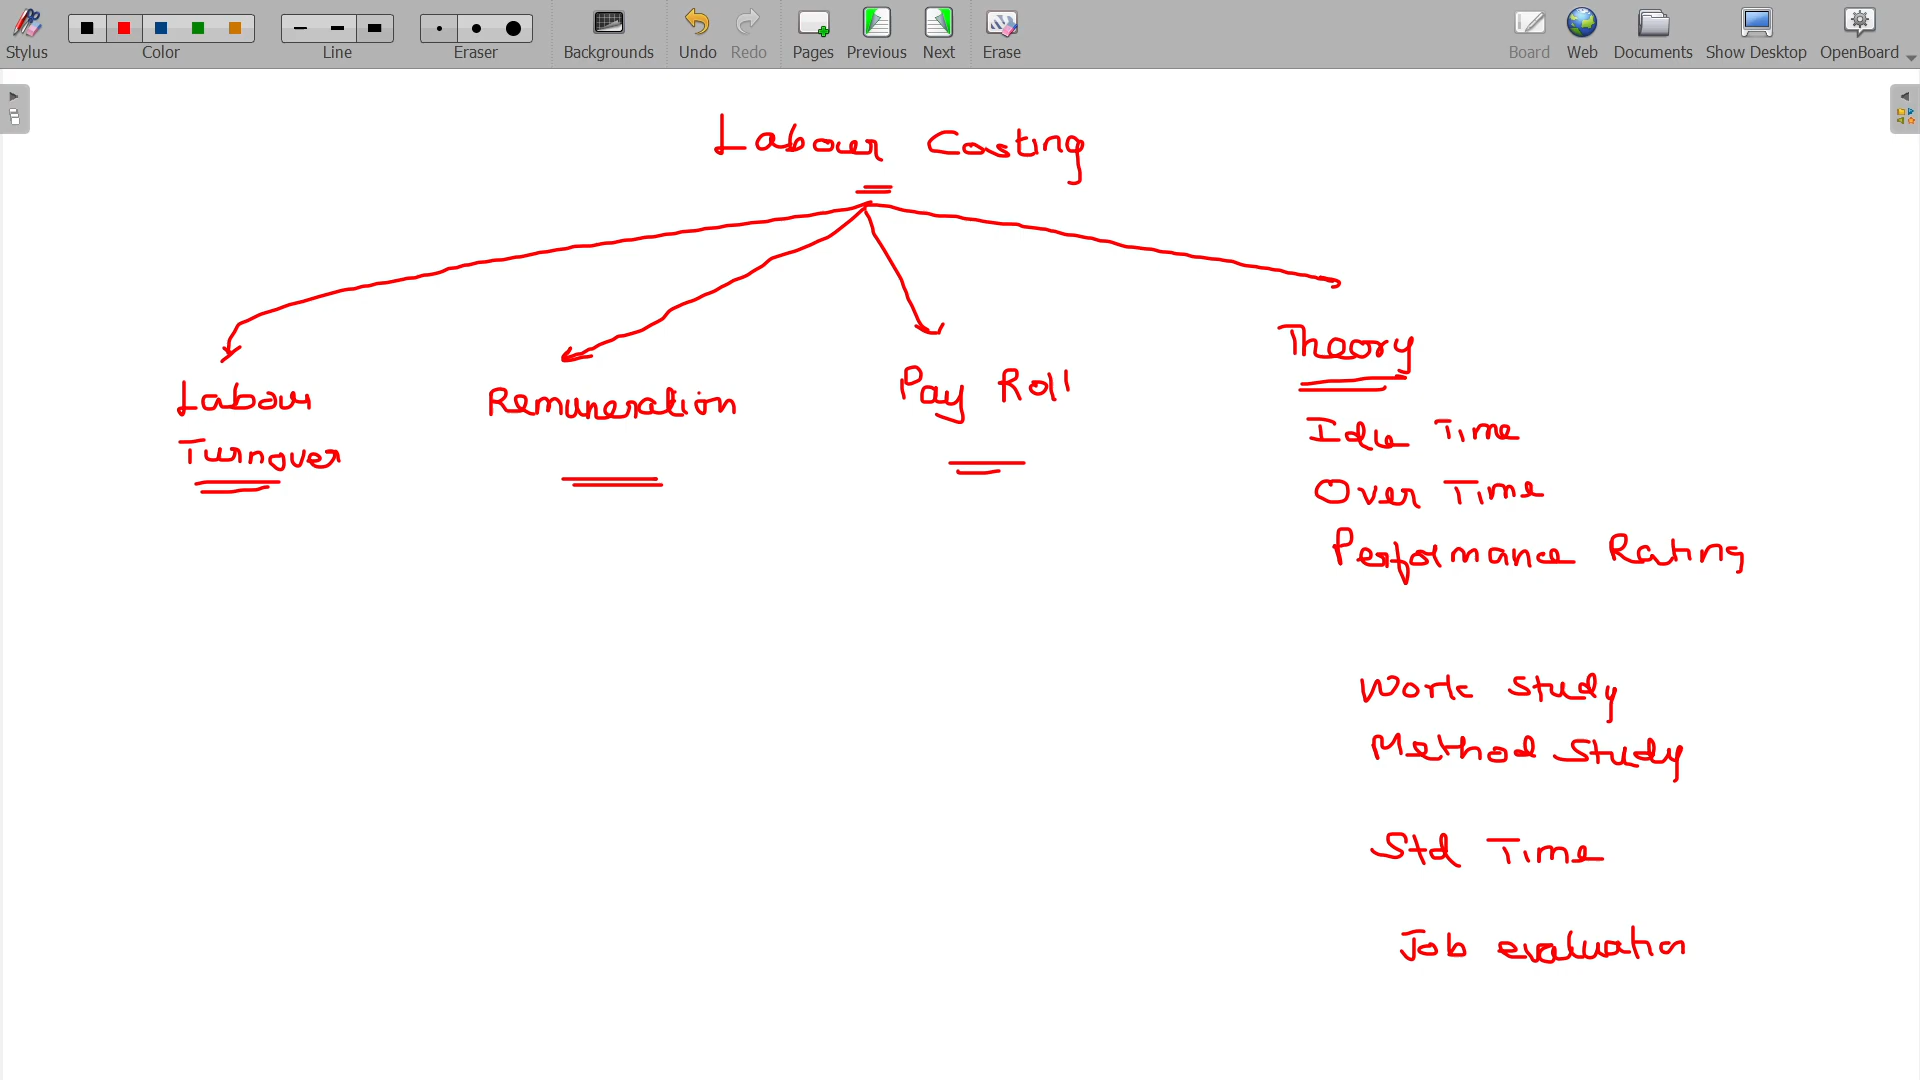 Stylus Color Line Eraser Backgrounds Undo Redo Pages Previous Next Erase Board Web Documents Show Desktop OpenBoard
Labour Costing
Labour
Turnover
Remuneration
Pay Roll
Theory
Idle Time
Over Time
Performance Rating
Work Study
Method Study
Std Time
Job evaluation